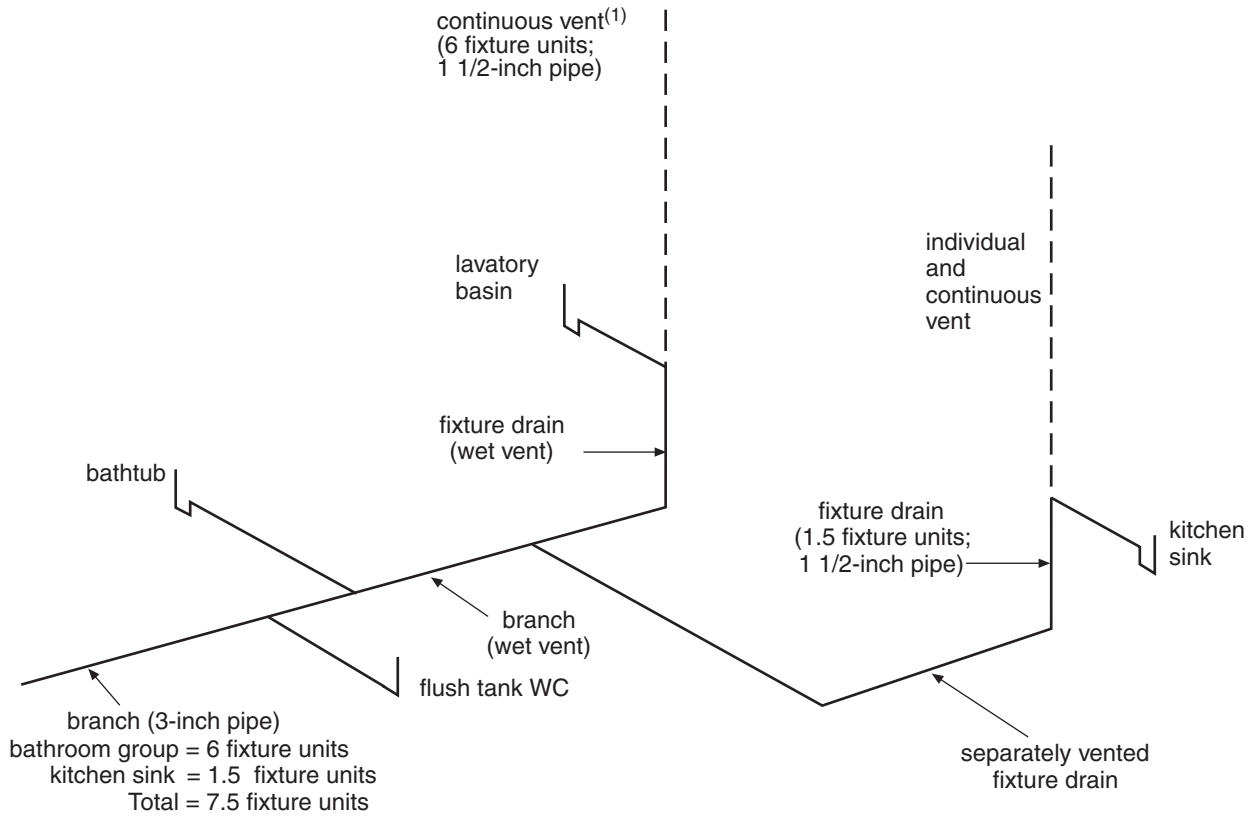 continuous vent(1)
(6 fixture units;
1 1/2-inch pipe)
individual
and
continuous
vent
lavatory
basin
fixture drain
(wet vent)
bathtub
fixture drain
(1.5 fixture units;
1 1/2-inch pipe)
kitchen
sink
branch
(wet vent)
flush tank WC
branch (3-inch pipe)
bathroom group = 6 fixture units
kitchen sink = 1.5 fixture units
Total = 7.5 fixture units
separately vented
fixture drain